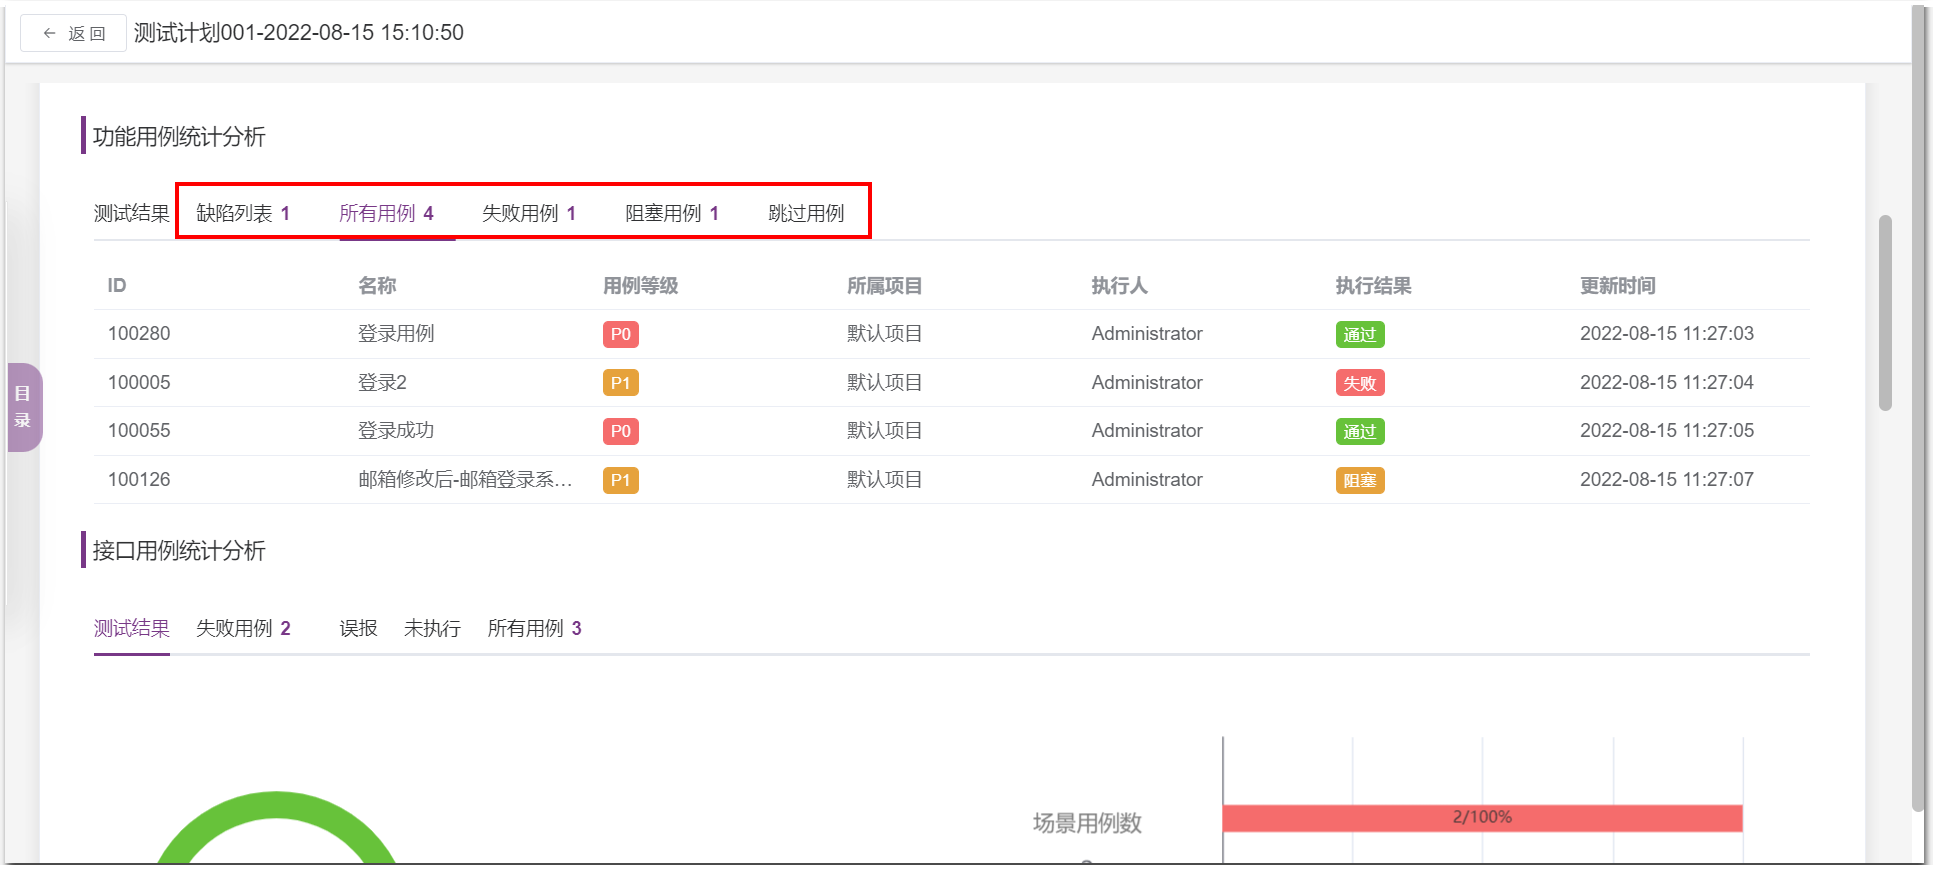 ← 返回 测试计划001-2022-08-15 15:10:50
功能用例统计分析
测试结果 缺陷列表 1 所有用例 4 失败用例 1 阻塞用例 1 跳过用例
ID 名称 用例等级 所属项目 执行人 执行结果 更新时间
100280 登录用例 P0 默认项目 Administrator 通过 2022-08-15 11:27:03
100005 登录2 P1 默认项目 Administrator 失败 2022-08-15 11:27:04
100055 登录成功 P0 默认项目 Administrator 通过 2022-08-15 11:27:05
100126 邮箱修改后-邮箱登录系... P1 默认项目 Administrator 阻塞 2022-08-15 11:27:07
目录
接口用例统计分析
测试结果 失败用例 2 误报 未执行 所有用例 3
场景用例数 2/100%